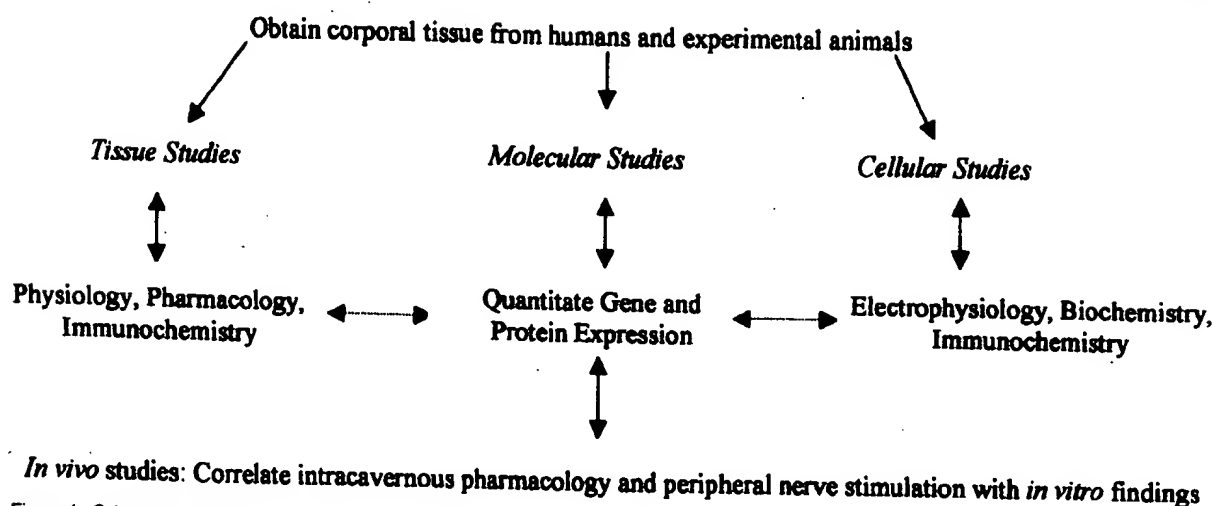 Obtain corporal tissue from humans and experimental animals
Tissue Studies
Molecular Studies
Cellular Studies
Physiology, Pharmacology,
Immunochemistry
Quantitate Gene and
Protein Expression
Electrophysiology, Biochemistry,
Immunochemistry
In vivo studies: Correlate intracavernous pharmacology and peripheral nerve stimulation with in vitro findings